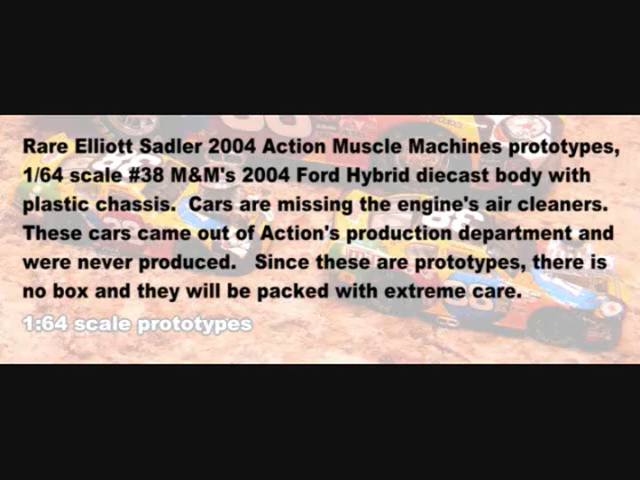 Rare Elliott Sadler 2004 Action Muscle Machines prototypes,
1/64 scale #38 M&M's 2004 Ford Hybrid diecast body with
plastic chassis.  Cars are missing the engine's air cleaners.
These cars came out of Action's production department and
were never produced.   Since these are prototypes, there is
no box and they will be packed with extreme care.
1:64 scale prototypes